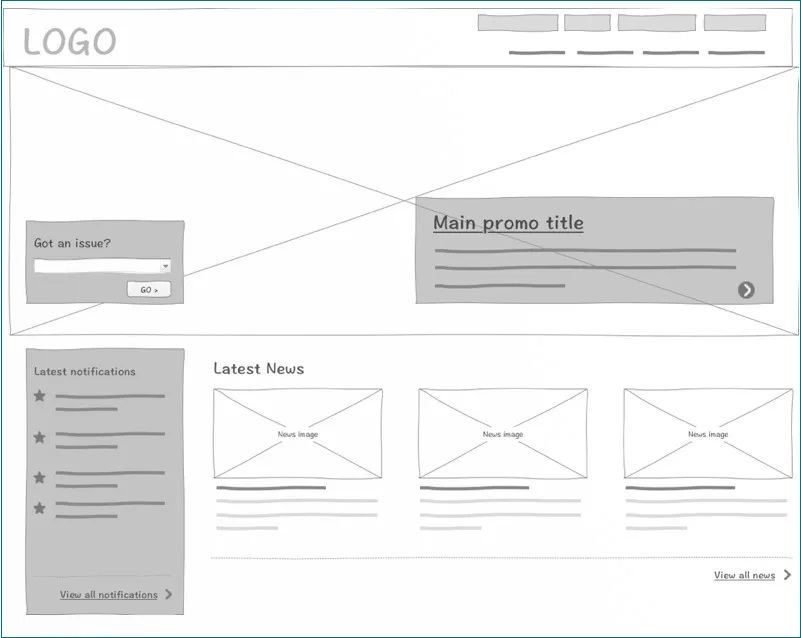 LOGO
Got an issue?
GO >
Main promo title
Latest notifications
View all notifications
Latest News
News image
News image
News image
View all news